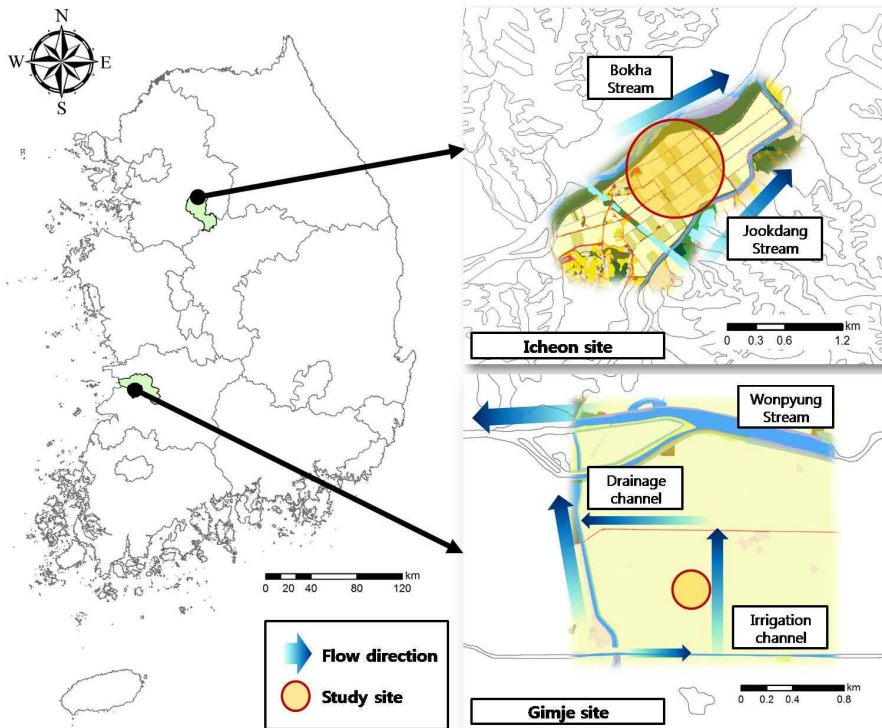 N
W E
S
km
0 20 40 80 120
Flow direction
Study site
Bokha
Stream
Jookdang
Stream
km
0 0.3 0.6 1.2
Icheon site
Wonpyung
Stream
Drainage
channel
Irrigation
channel
km
0 0.2 0.4 0.8
Gimje site